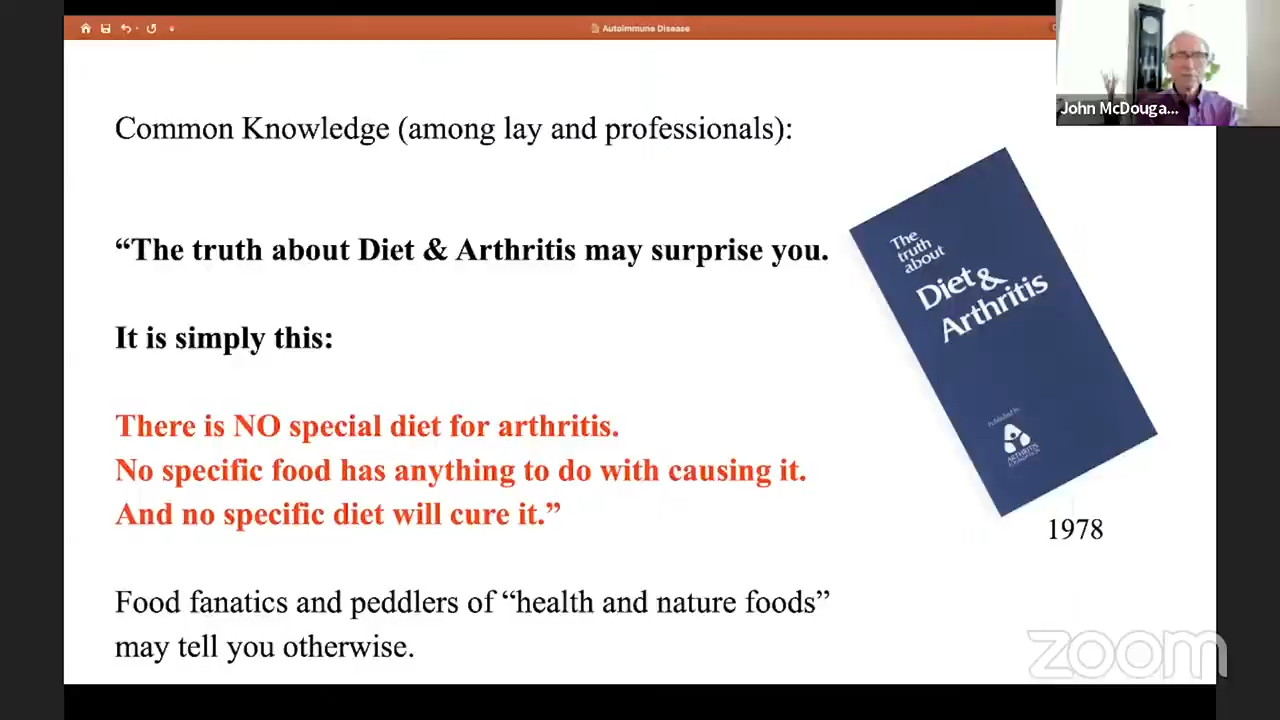 Autoimmune Disease
John McDouga...
Common Knowledge (among lay and professionals):
“The truth about Diet & Arthritis may surprise you.
It is simply this:
There is NO special diet for arthritis.
No specific food has anything to do with causing it.
And no specific diet will cure it.”
Food fanatics and peddlers of “health and nature foods”
may tell you otherwise.
The
truth
about
Diet &
Arthritis
Published by
ARTHRITIS
FOUNDATION
1978
zoom